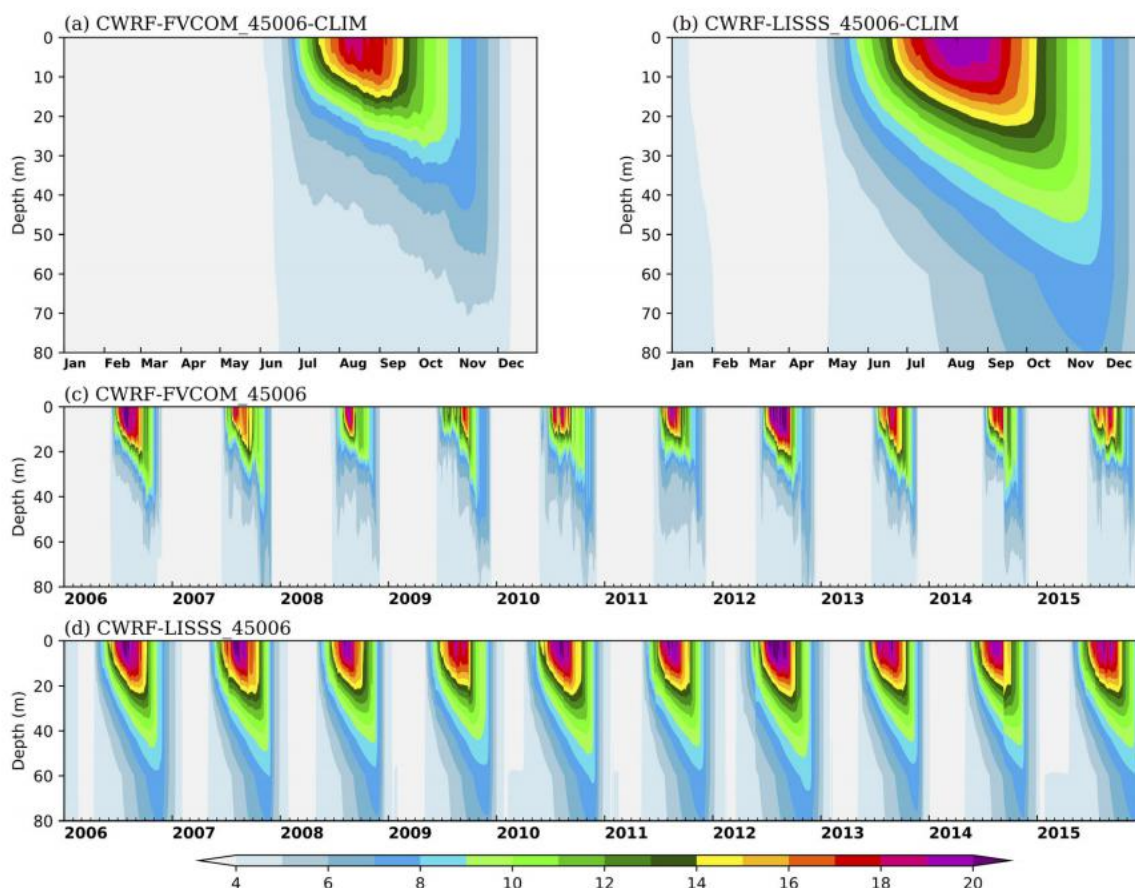 (a) CWRF-FVCOM_45006-CLIM
0
10
20
30
40
50
60
70
80
Depth (m)
Jan Feb Mar Apr May Jun Jul Aug Sep Oct Nov Dec
(b) CWRF-LISSS_45006-CLIM
0
10
20
30
40
50
60
70
80
Depth (m)
Jan Feb Mar Apr May Jun Jul Aug Sep Oct Nov Dec
(c) CWRF-FVCOM_45006
0
20
40
60
80
Depth (m)
2006 2007 2008 2009 2010 2011 2012 2013 2014 2015
(d) CWRF-LISSS_45006
0
20
40
60
80
Depth (m)
2006 2007 2008 2009 2010 2011 2012 2013 2014 2015
4 6 8 10 12 14 16 18 20